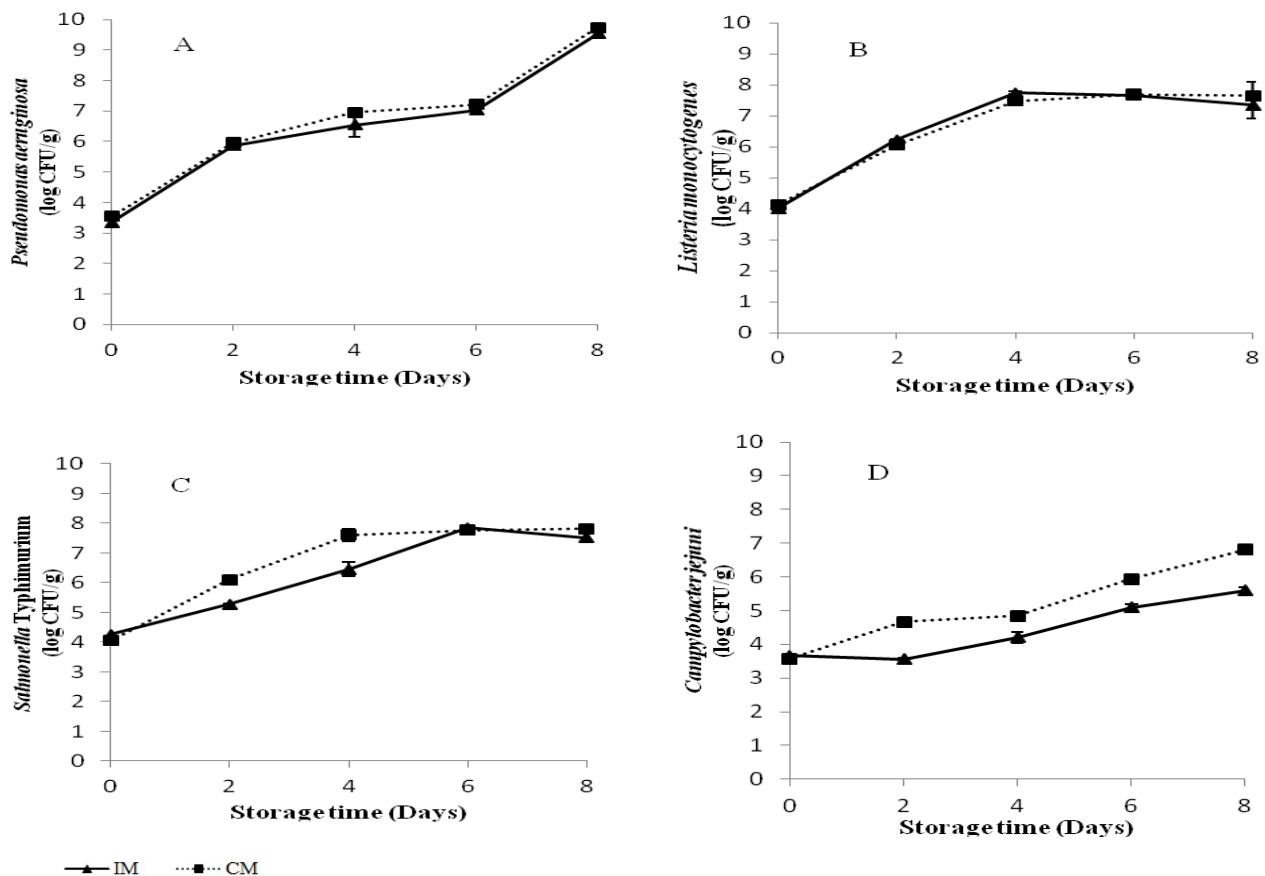 A
Pseudomonas aeruginosa
(log CFU/g)
10
9
8
7
6
5
4
3
2
1
0
0 2 4 6 8
Storage time (Days)
B
Listeria monocytogenes
(log CFU/g)
10
9
8
7
6
5
4
3
2
1
0
0 2 4 6 8
Storage time (Days)
C
Salmonella Typhimurium
(log CFU/g)
10
9
8
7
6
5
4
3
2
1
0
0 2 4 6 8
Storage time (Days)
D
Campylobacter jejuni
(log CFU/g)
10
9
8
7
6
5
4
3
2
1
0
0 2 4 6 8
Storage time (Days)
IM CM